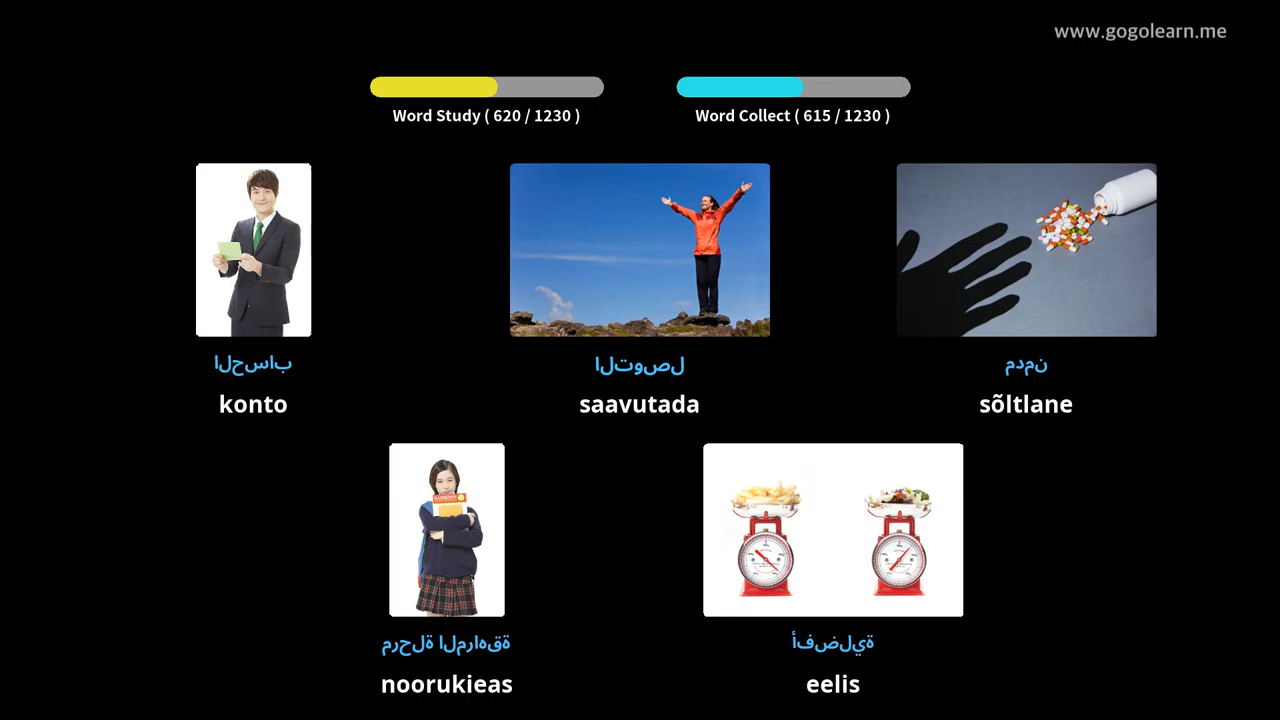 www.gogolearn.me
Word Study ( 620 / 1230 )
Word Collect ( 615 / 1230 )
الحساب
konto
التوصل
saavutada
مدمن
sõltlane
مرحلة المراهقة
noorukieas
أفضلية
eelis